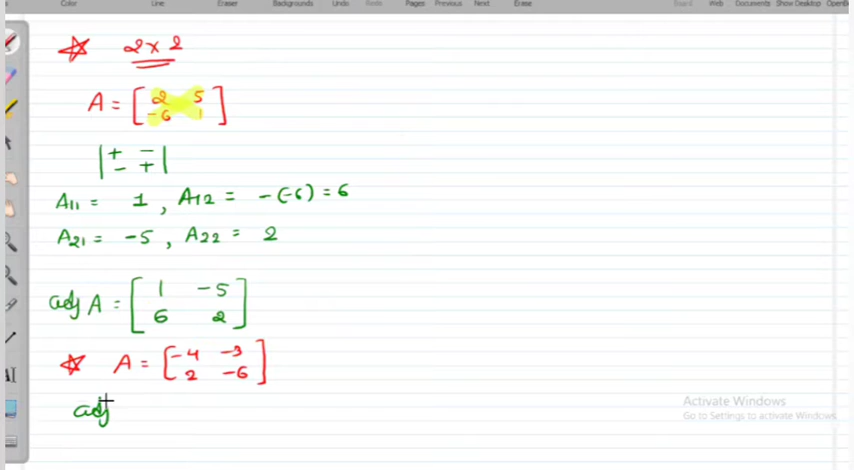 Color Line Eraser Backgrounds Undo Redo Pages Previous Next Erase Board Web Documents Show Desktop
☆ 2 x 2
A = [ 2 5
-6 1 ]
| + -
- + |
A11 = 1 , A12 = -(-6) = 6
A21 = -5 , A22 = 2
adj A = [ 1 -5
6 2 ]
☆ A = [ -4 -3
2 -6 ]
adj
Activate Windows
Go to Settings to activate Windows.